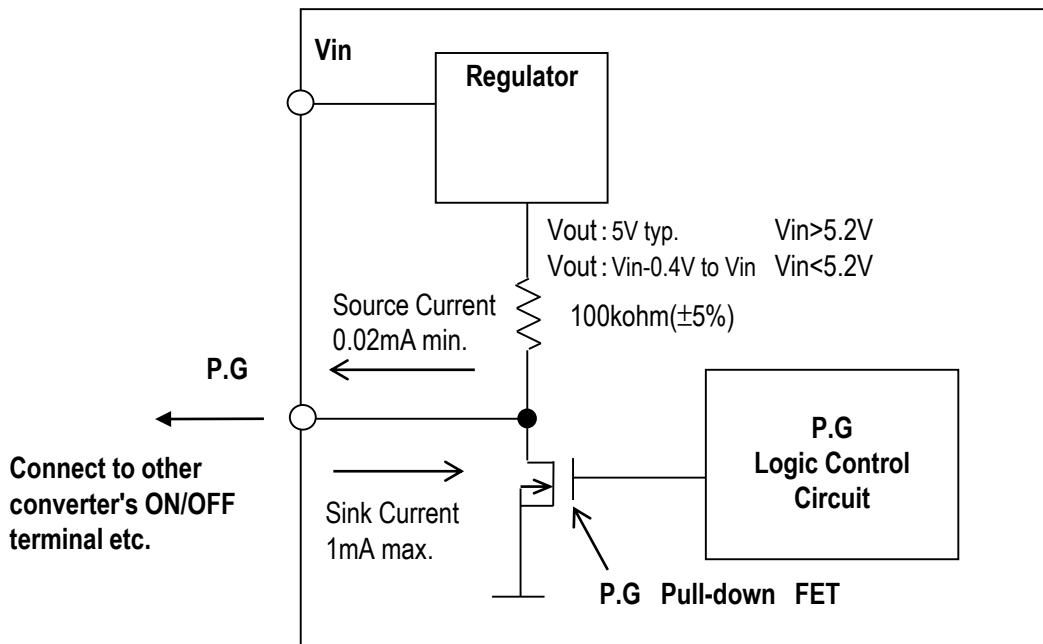 Vin
Regulator
Vout : 5V typ. Vin>5.2V
Vout : Vin-0.4V to Vin Vin<5.2V
Source Current
0.02mA min.
100kohm(±5%)
P.G
P.G
Logic Control
Circuit
Connect to other
converter's ON/OFF
terminal etc.
Sink Current
1mA max.
P.G Pull-down FET